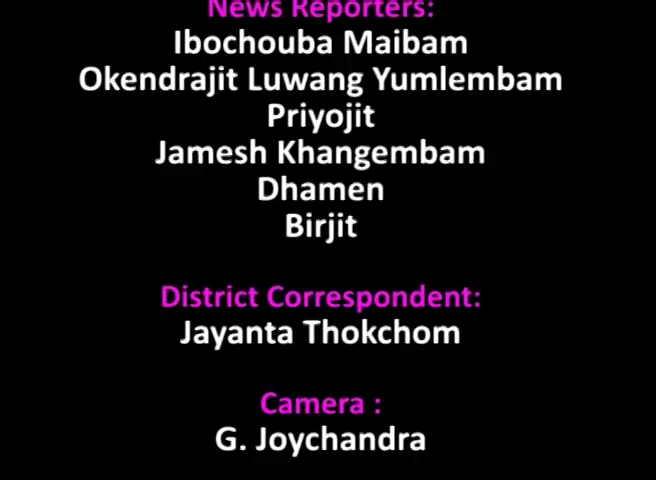 News Reporters:
Ibochouba Maibam
Okendrajit Luwang Yumlembam
Priyojit
Jamesh Khangembam
Dhamen
Birjit
District Correspondent:
Jayanta Thokchom
Camera :
G. Joychandra